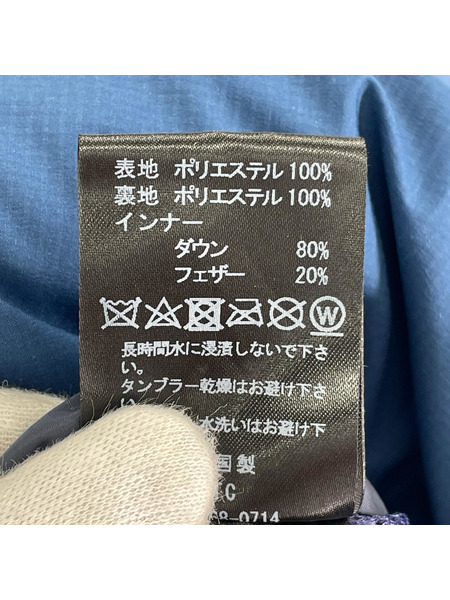 表地 ポリエステル 100%
裏地 ポリエステル 100%
インナー
ダウン 80%
フェザー 20%
W
長時間水に浸漬しないで下さ
い。
タンブラー乾燥はお避け下さ
水洗いはお避け下
国製
C
68-0714